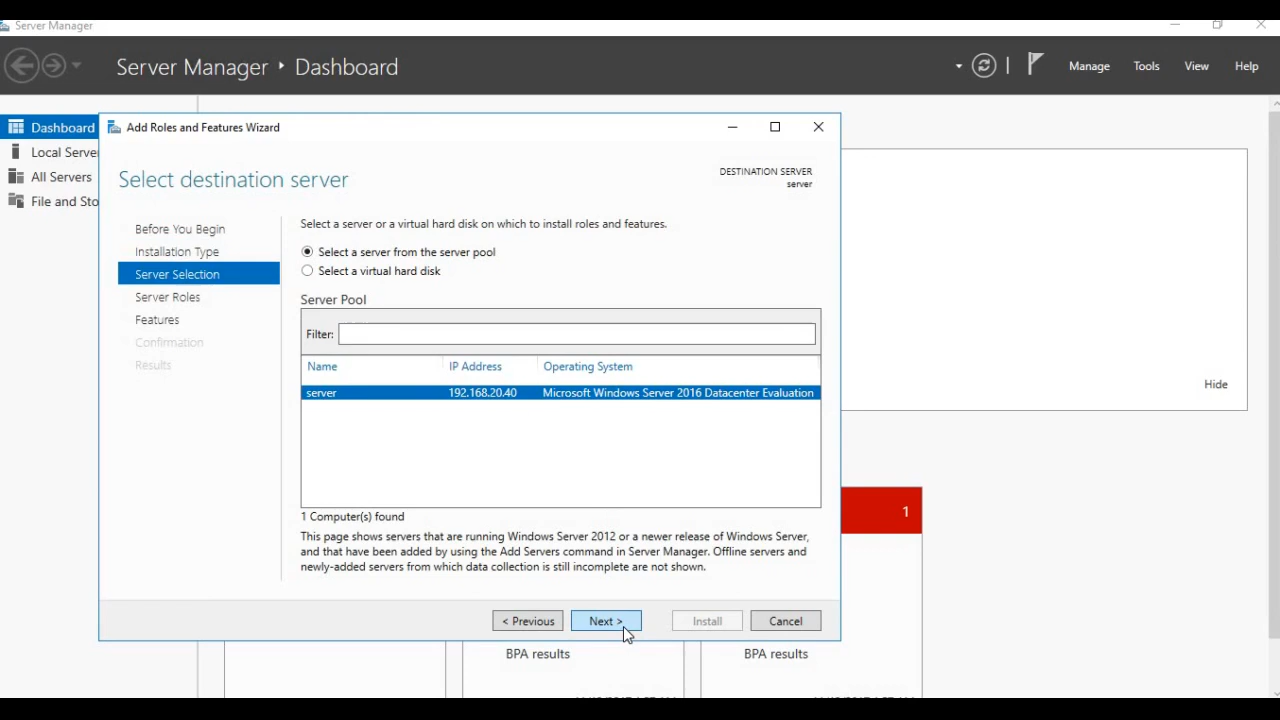 Server Manager
Server Manager ‣ Dashboard
Manage Tools View Help
Dashboard
Local Serve
All Servers
File and Sto
Add Roles and Features Wizard
Select destination server
DESTINATION SERVER
server
Before You Begin
Installation Type
Server Selection
Server Roles
Features
Confirmation
Results
Select a server or a virtual hard disk on which to install roles and features.
Select a server from the server pool
Select a virtual hard disk
Server Pool
Filter:
Name IP Address Operating System
server 192.168.20.40 Microsoft Windows Server 2016 Datacenter Evaluation
1 Computer(s) found
This page shows servers that are running Windows Server 2012 or a newer release of Windows Server,
and that have been added by using the Add Servers command in Server Manager. Offline servers and
newly-added servers from which data collection is still incomplete are not shown.
< Previous Next > Install Cancel
Hide
1
BPA results BPA results